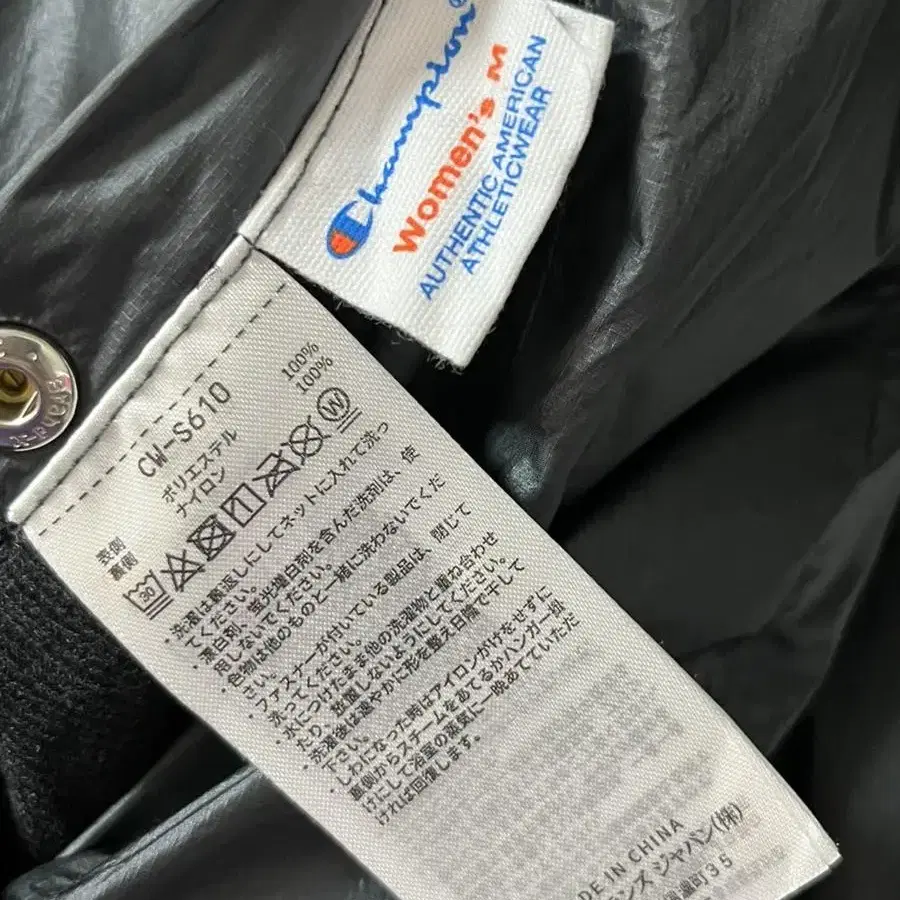 Champion®
Women's M
AUTHENTIC AMERICAN
ATHLETICWEAR
CW-S610
表側 ポリエステル 100%
裏側 ナイロン 100%
30
W
・洗濯は裏返しにしてネットに入れて洗っ
てください。
・漂白剤、蛍光増白剤を含んだ洗剤は、使
用しないでください。
・色物は他のものと一緒に洗わないでくだ
さい。
・ファスナーが付いている製品は、閉じて
洗ってください。
・水につけたまま他の洗濯物と重ね合わせ
たり、放置しないようにしてください。
・洗濯後は速やかに形を整え日陰で干して
下さい。
・しわになった時はアイロンがけをせずに
裏側からスチームをあてるかハンガー掛
けにして浴室の蒸気に一晩あてていただ
ければ回復します。
DE IN CHINA
ンズ ジャパン(株)
町35